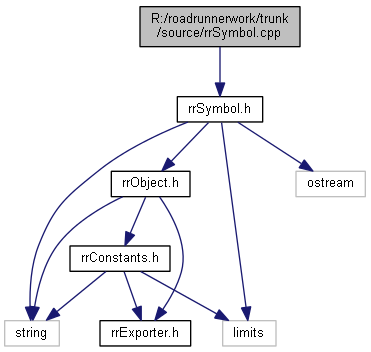 R:/roadrunnerwork/trunk
/source/rrSymbol.cpp
rrSymbol.h
rrObject.h
ostream
rrConstants.h
string
rrExporter.h
limits